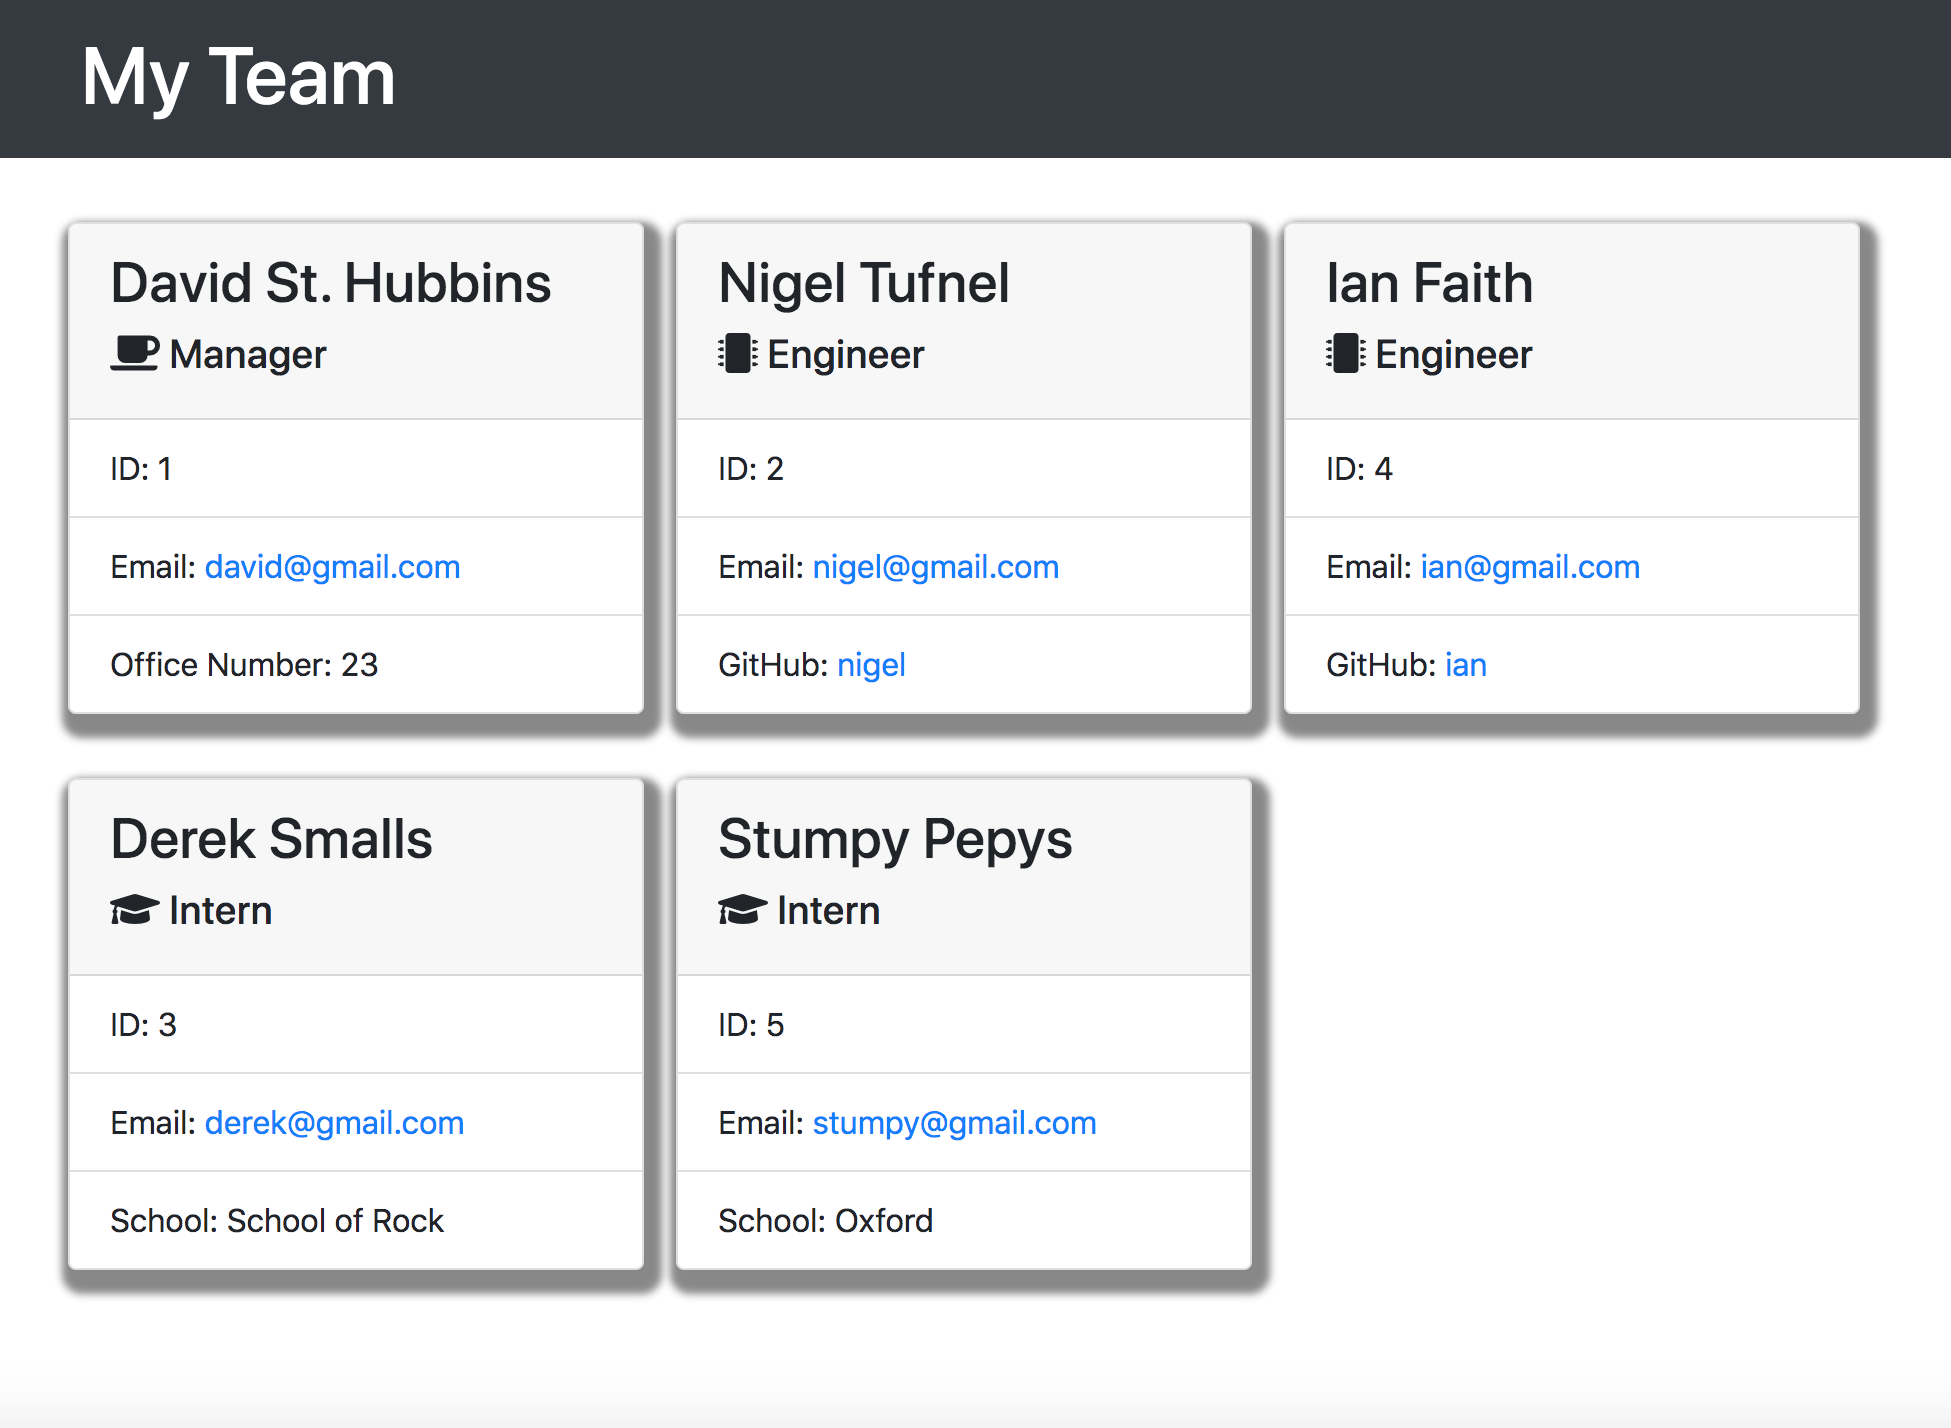 My Team
David St. Hubbins
Manager
ID: 1
Email: david@gmail.com
Office Number: 23
Nigel Tufnel
Engineer
ID: 2
Email: nigel@gmail.com
GitHub: nigel
Ian Faith
Engineer
ID: 4
Email: ian@gmail.com
GitHub: ian
Derek Smalls
Intern
ID: 3
Email: derek@gmail.com
School: School of Rock
Stumpy Pepys
Intern
ID: 5
Email: stumpy@gmail.com
School: Oxford